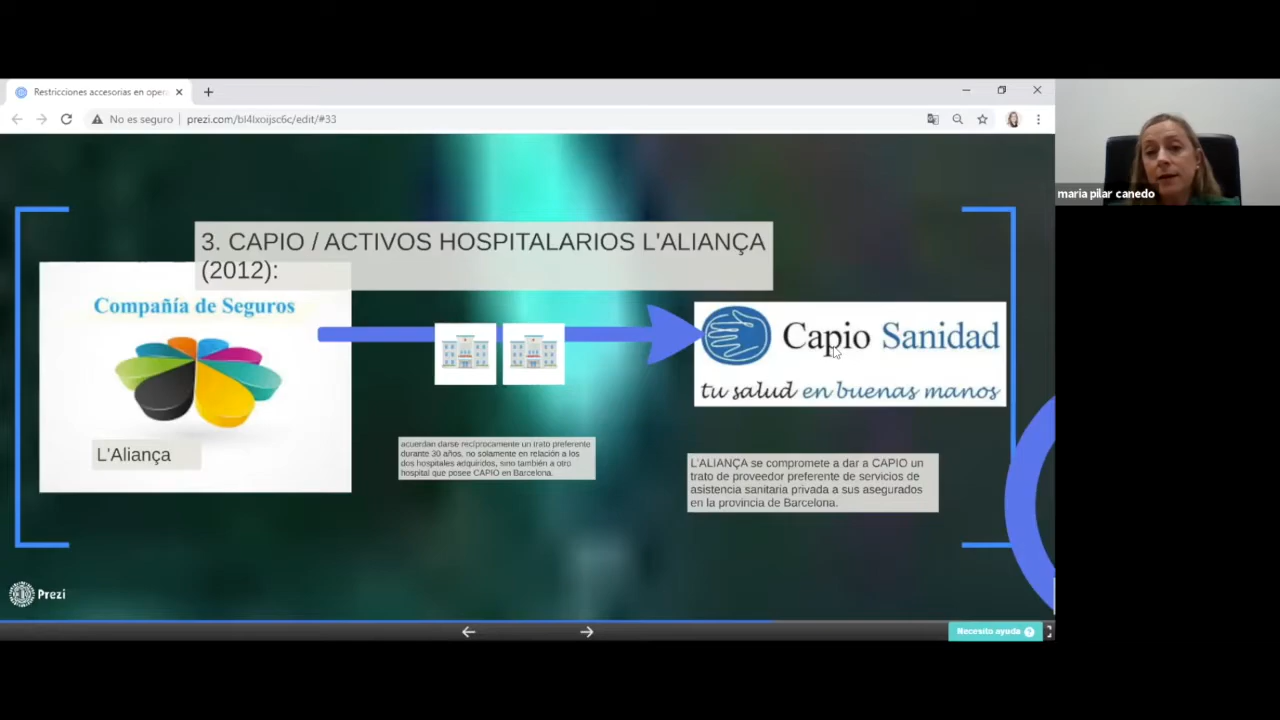 Restricciones accesorias en oper
No es seguro
prezi.com/bl4lxoijsc6c/edit/#33
maria pilar canedo
3. CAPIO / ACTIVOS HOSPITALARIOS L'ALIANÇA
(2012):
Compañía de Seguros
L'Aliança
acuerdan darse recíprocamente un trato preferente
durante 30 años, no solamente en relación a los
dos hospitales adquiridos, sino también a otro
hospital que posee CAPIO en Barcelona.
Capio Sanidad
tu salud en buenas manos
L'ALIANÇA se compromete a dar a CAPIO un
trato de proveedor preferente de servicios de
asistencia sanitaria privada a sus asegurados
en la provincia de Barcelona.
Prezi
Necesito ayuda